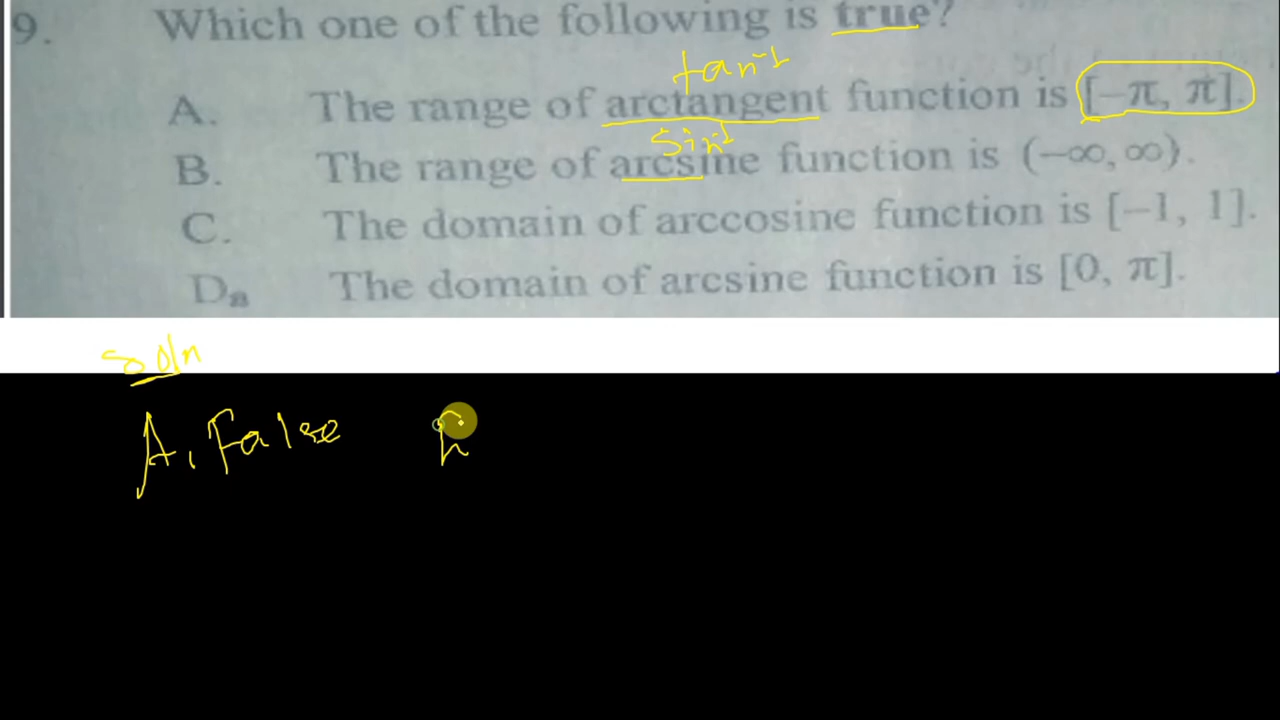 9. Which one of the following is true?
tan⁻¹
A. The range of arctangent function is [−π, π].
sin⁻¹
B. The range of arcsine function is (−∞, ∞).
C. The domain of arccosine function is [−1, 1].
D. The domain of arcsine function is [0, π].
Soln
A, False